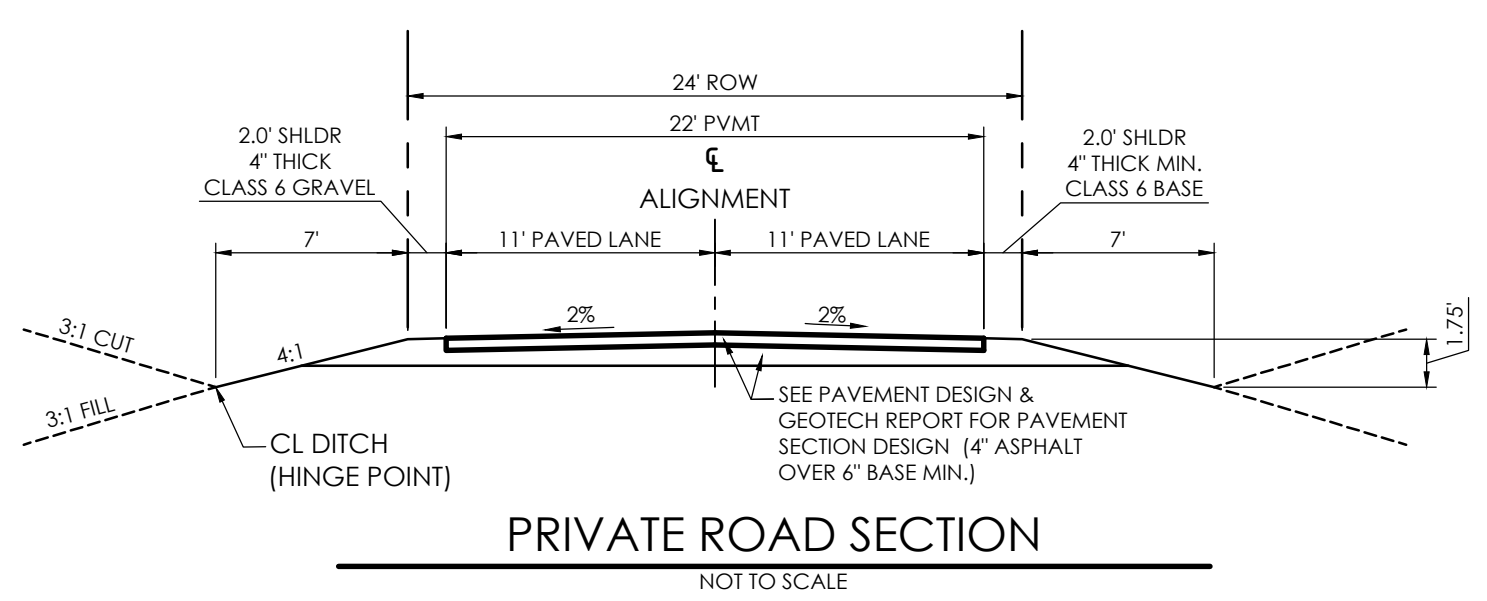 24' ROW
22' PVMT
℄
ALIGNMENT
2.0' SHLDR
4" THICK
CLASS 6 GRAVEL
2.0' SHLDR
4" THICK MIN.
CLASS 6 BASE
7'
11' PAVED LANE
11' PAVED LANE
7'
3:1 CUT
4:1
2%
2%
1.75'
3:1 FILL
CL DITCH
(HINGE POINT)
SEE PAVEMENT DESIGN &
GEOTECH REPORT FOR PAVEMENT
SECTION DESIGN (4" ASPHALT
OVER 6" BASE MIN.)
PRIVATE ROAD SECTION
NOT TO SCALE